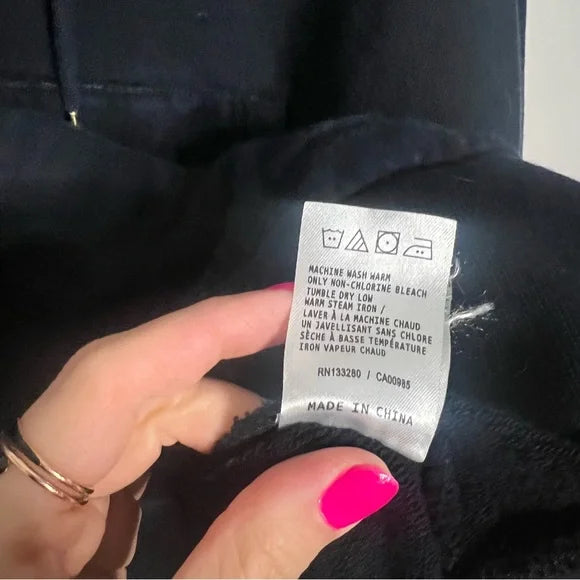 MACHINE WASH WARM
ONLY NON-CHLORINE BLEACH
TUMBLE DRY LOW
WARM STEAM IRON /
LAVER À LA MACHINE CHAUD
UN JAVELLISANT SANS CHLORE
SÈCHE À BASSE TEMPÉRATURE
IRON VAPEUR CHAUD
RN133280 / CA00985
MADE IN CHINA